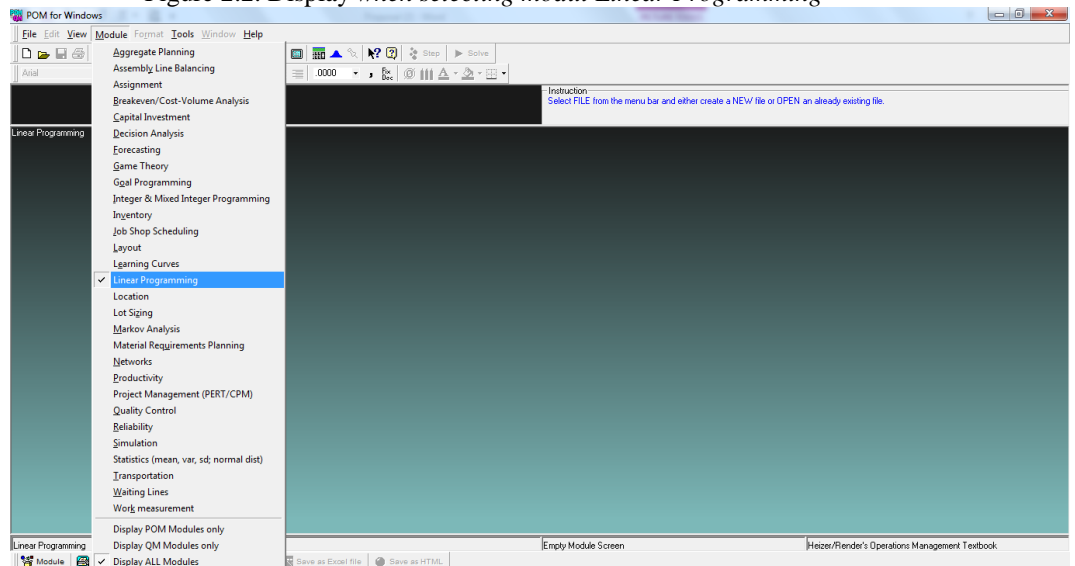 Figure 2.2. Display when selecting modul Linear Programming
POM for Windows
File Edit View Module Format Tools Window Help
Step Solve
Arial .0000 Fix Dec
Instruction
Select FILE from the menu bar and either create a NEW file or OPEN an already existing file.
Linear Programming
Aggregate Planning
Assembly Line Balancing
Assignment
Breakeven/Cost-Volume Analysis
Capital Investment
Decision Analysis
Forecasting
Game Theory
Goal Programming
Integer & Mixed Integer Programming
Inventory
Job Shop Scheduling
Layout
Learning Curves
Linear Programming
Location
Lot Sizing
Markov Analysis
Material Requirements Planning
Networks
Productivity
Project Management (PERT/CPM)
Quality Control
Reliability
Simulation
Statistics (mean, var, sd; normal dist)
Transportation
Waiting Lines
Work measurement
Display POM Modules only
Display QM Modules only
Display ALL Modules
Linear Programming Empty Module Screen Heizer/Render's Operations Management Textbook
Module Save as Excel file Save as HTML